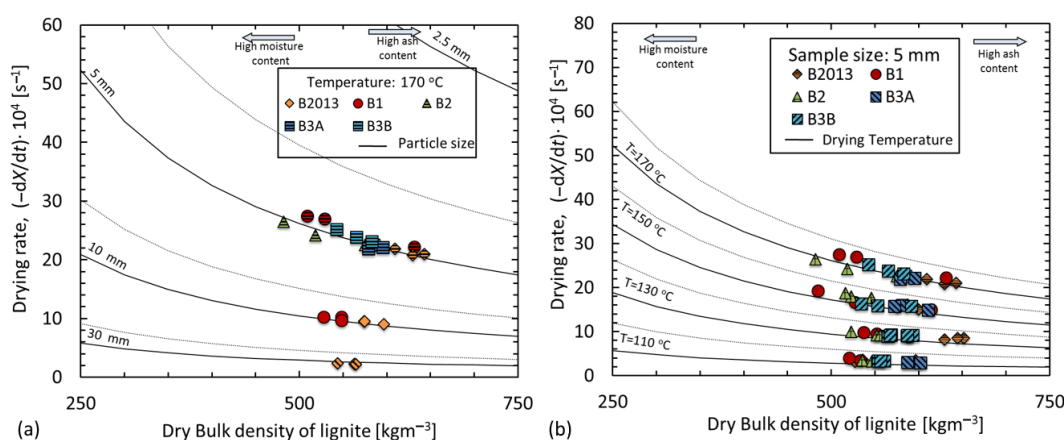 60
50
40
30
20
10
0
250
500
750
Drying rate, (−dX/dt)·10⁴ [s⁻¹]
Dry Bulk density of lignite [kgm⁻³]
(a)
High moisture
content
High ash
content
Temperature: 170 °C
B2013
B1
B2
B3A
B3B
Particle size
2.5 mm
5 mm
10 mm
30 mm
80
70
60
50
40
30
20
10
0
250
350
450
550
650
750
Drying rate, (−dX/dt)·10⁴ [s⁻¹]
Dry Bulk density of lignite [kgm⁻³]
(b)
High moisture
content
High ash
content
Sample size: 5 mm
B2013
B1
B2
B3A
B3B
Drying Temperature
T=170 °C
T=150 °C
T=130 °C
T=110 °C